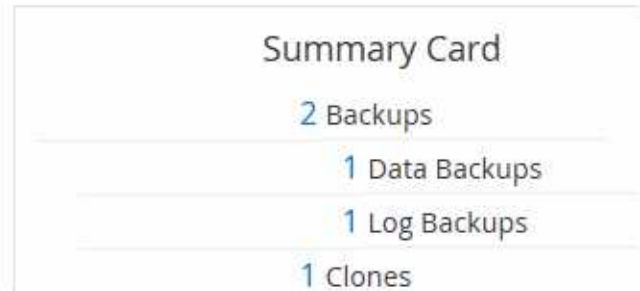 Summary Card
2 Backups
1 Data Backups
1 Log Backups
1 Clones